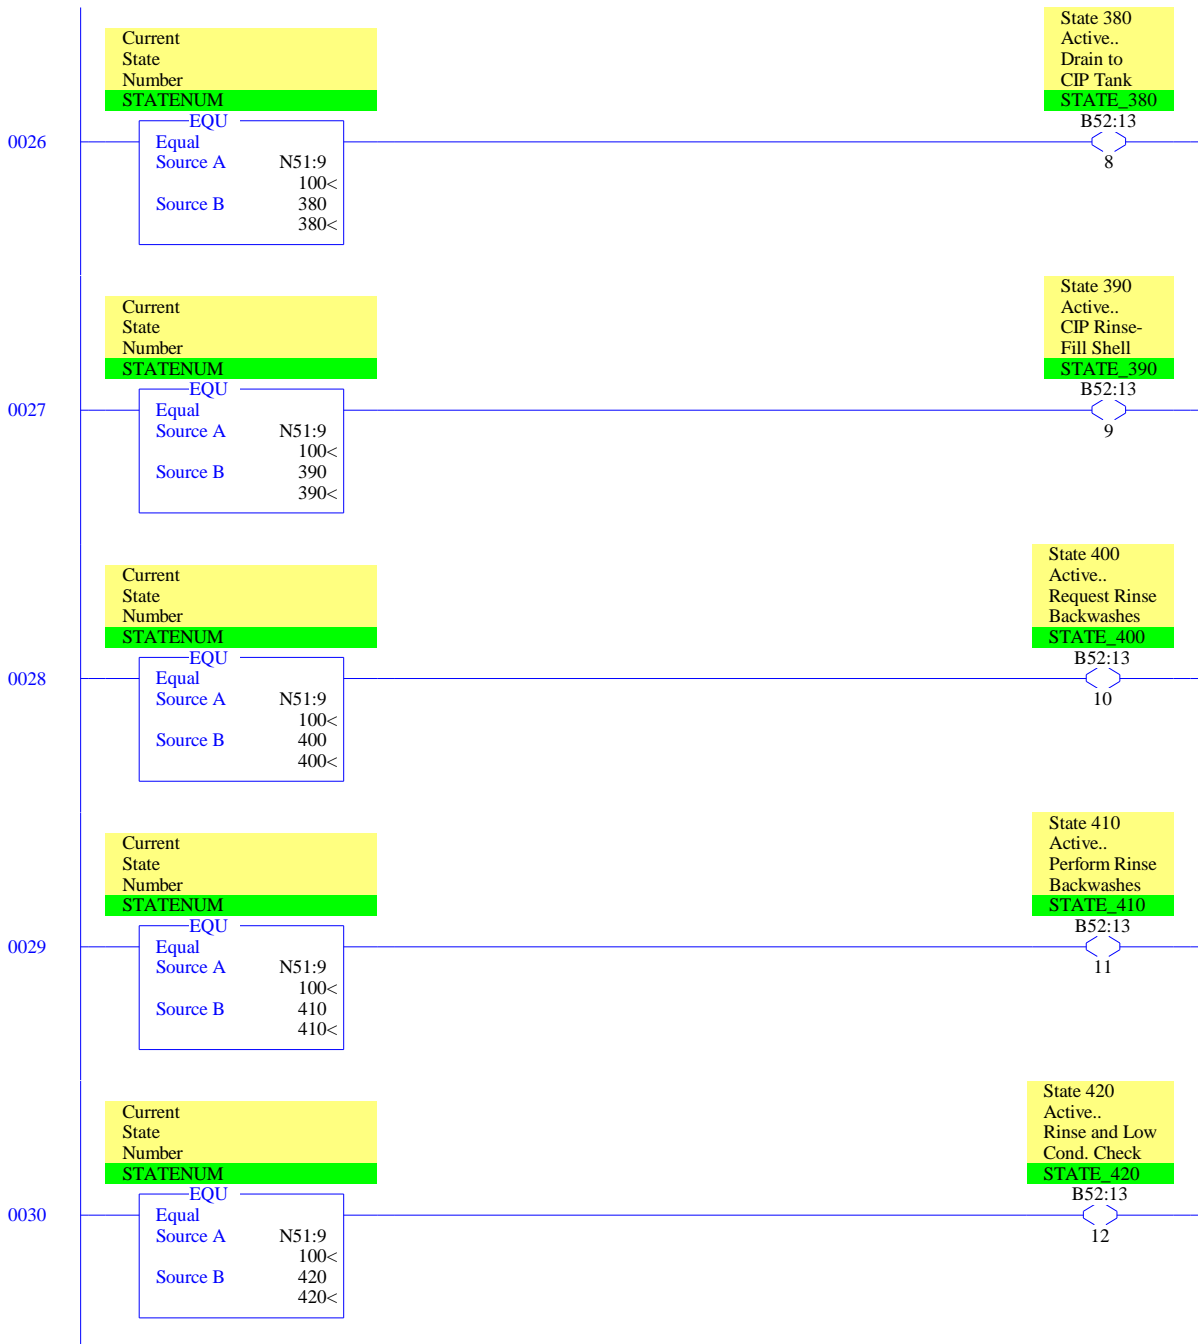 State 380
Active..
Drain to
CIP Tank
STATE_380
B52:13
8
Current
State
Number
STATENUM
EQU
0026
Equal
Source A N51:9
100<
Source B 380
380<
State 390
Active..
CIP Rinse-
Fill Shell
STATE_390
B52:13
9
Current
State
Number
STATENUM
EQU
0027
Equal
Source A N51:9
100<
Source B 390
390<
State 400
Active..
Request Rinse
Backwashes
STATE_400
B52:13
10
Current
State
Number
STATENUM
EQU
0028
Equal
Source A N51:9
100<
Source B 400
400<
State 410
Active..
Perform Rinse
Backwashes
STATE_410
B52:13
11
Current
State
Number
STATENUM
EQU
0029
Equal
Source A N51:9
100<
Source B 410
410<
State 420
Active..
Rinse and Low
Cond. Check
STATE_420
B52:13
12
Current
State
Number
STATENUM
EQU
0030
Equal
Source A N51:9
100<
Source B 420
420<